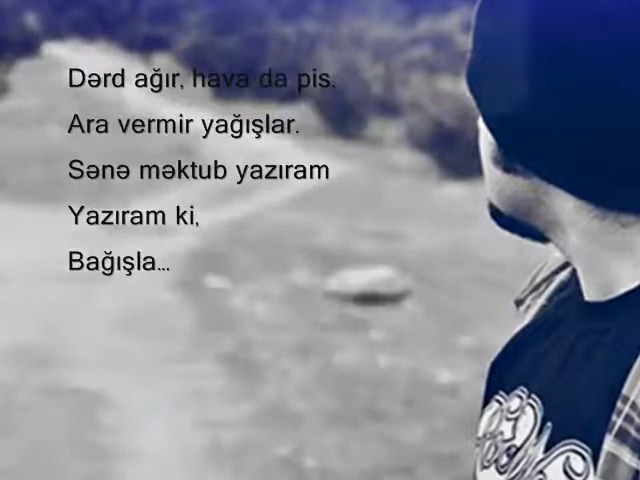 Dərd ağır, hava da pis.
Ara vermir yağışlar.
Sənə məktub yazıram
Yazıram ki,
Bağışla...